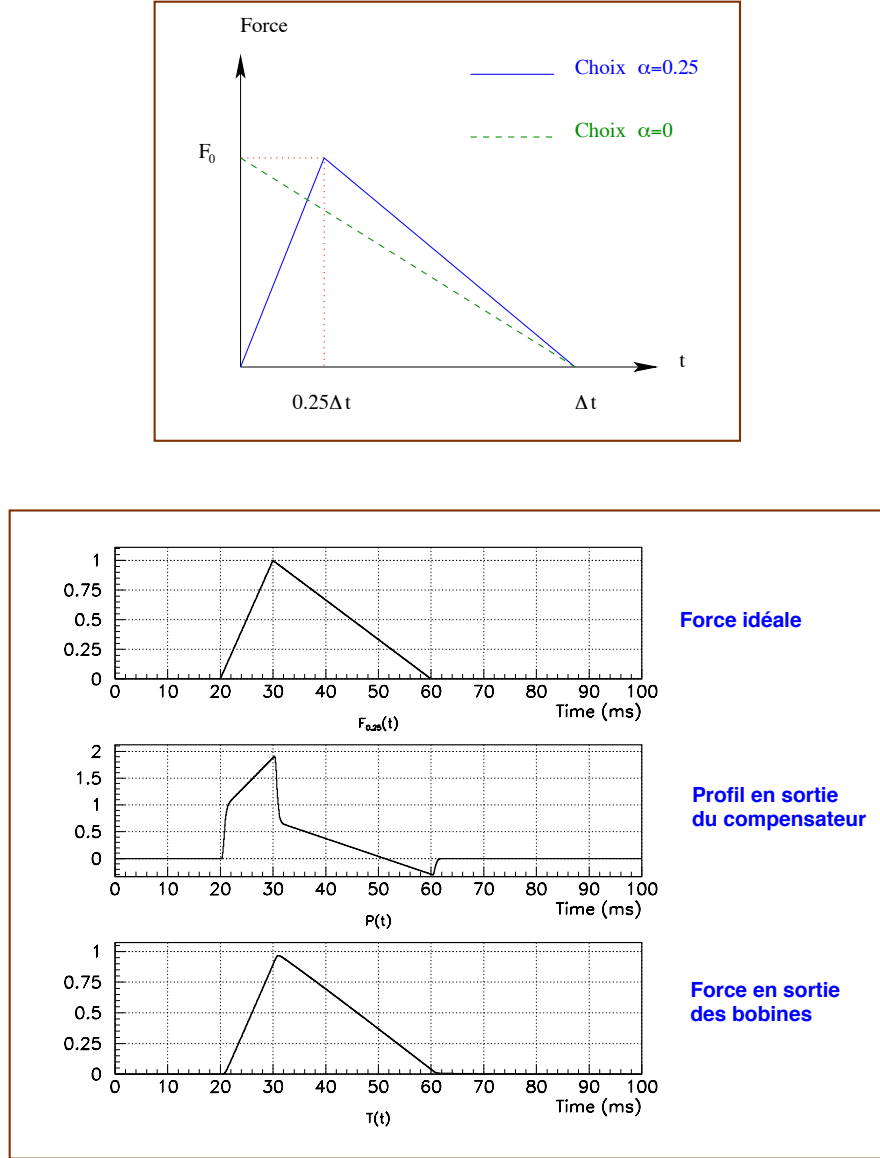 Force
Choix α=0.25
Choix α=0
F₀
t
0.25Δt
Δt
1
0.75
0.5
0.25
0
0 10 20 30 40 50 60 70 80 90 100
Time (ms)
F₀.₂₅(t)
Force idéale
2
1.5
1
0.5
0
0 10 20 30 40 50 60 70 80 90 100
Time (ms)
P(t)
Profil en sortie
du compensateur
1
0.75
0.5
0.25
0
0 10 20 30 40 50 60 70 80 90 100
Time (ms)
T(t)
Force en sortie
des bobines